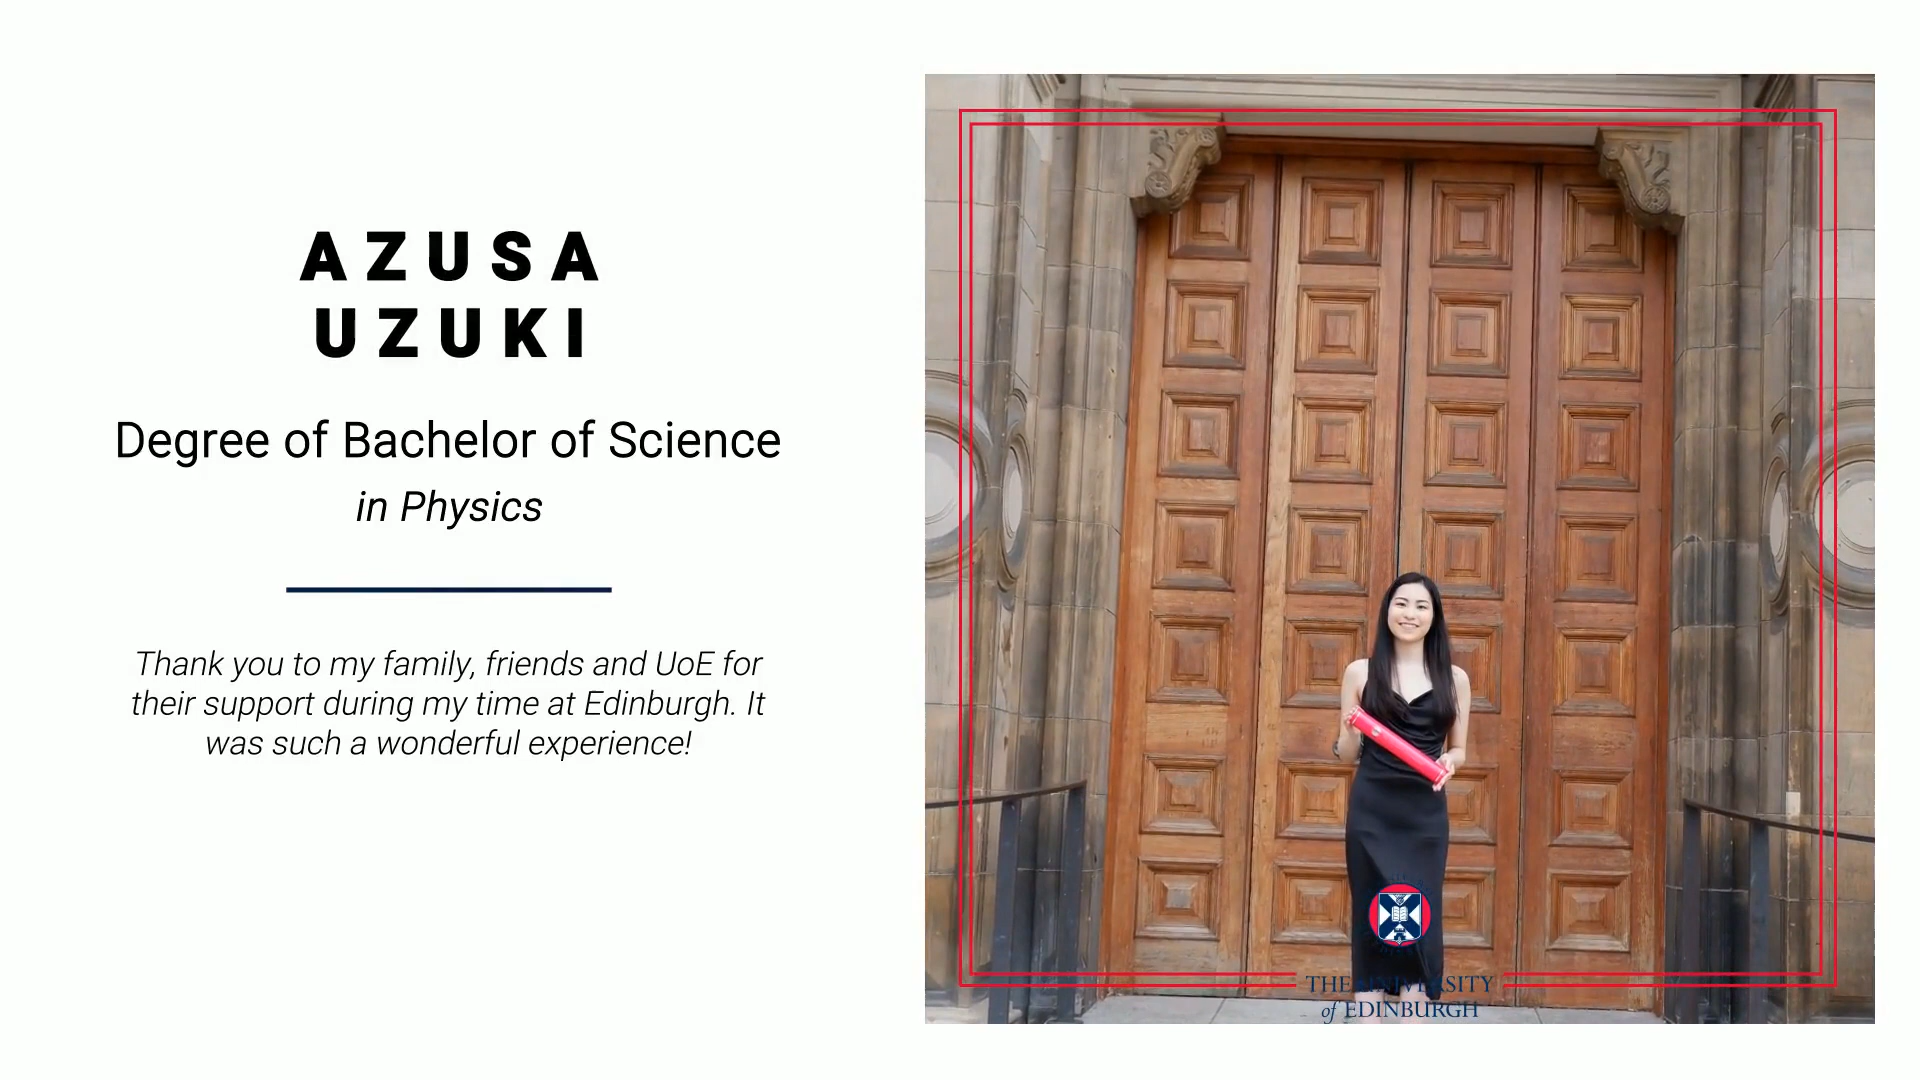 AZUSA
UZUKI
Degree of Bachelor of Science
in Physics
Thank you to my family, friends and UoE for
their support during my time at Edinburgh. It
was such a wonderful experience!
THE UNIVERSITY
of EDINBURGH